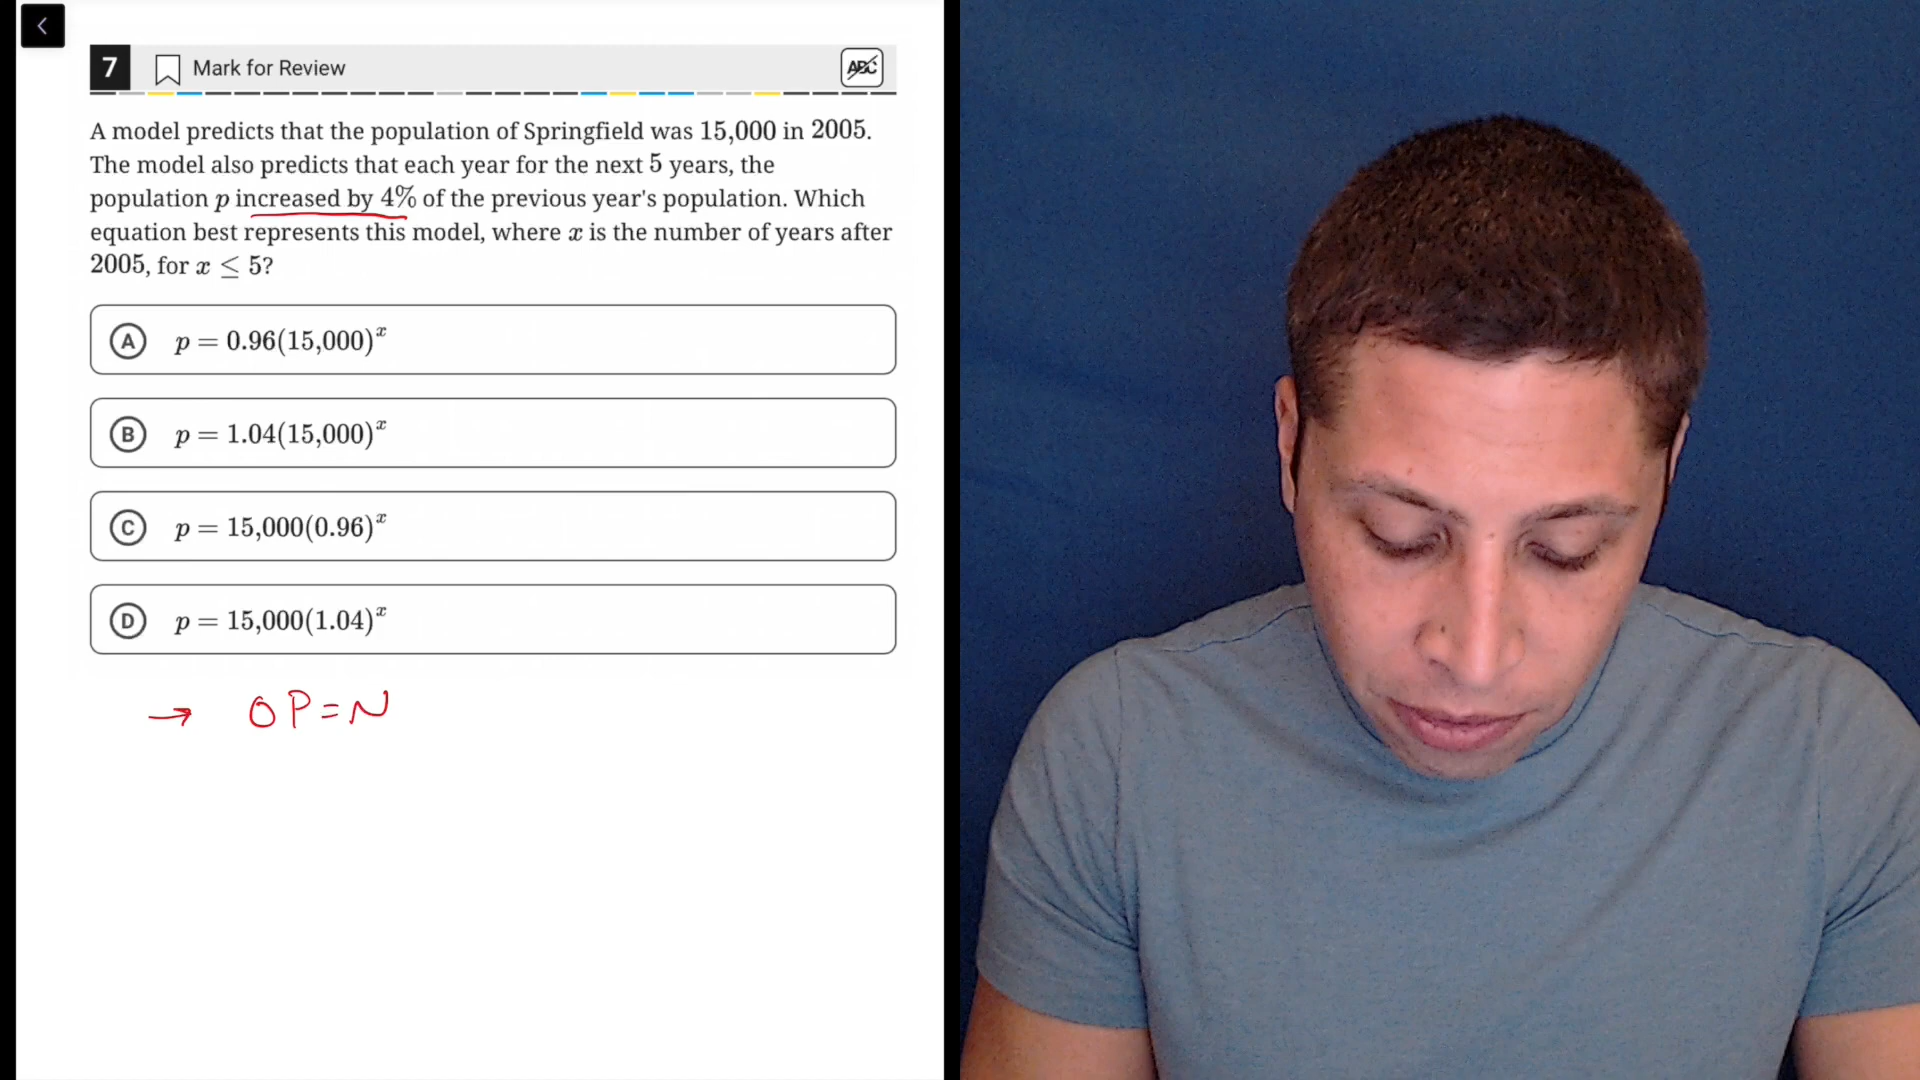 7 Mark for Review ABC
A model predicts that the population of Springfield was 15,000 in 2005.
The model also predicts that each year for the next 5 years, the
population p increased by 4% of the previous year's population. Which
equation best represents this model, where x is the number of years after
2005, for x ≤ 5?
A p = 0.96(15,000)^x
B p = 1.04(15,000)^x
C p = 15,000(0.96)^x
D p = 15,000(1.04)^x
→ OP=N